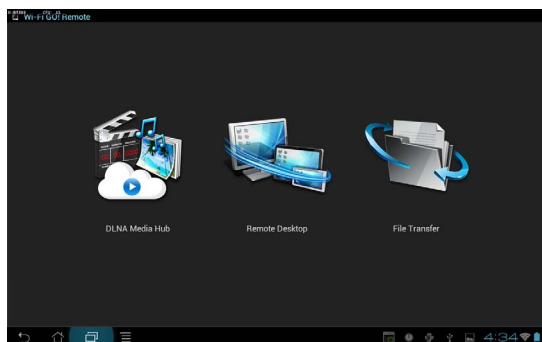 Wi-Fi GO! Remote
DLNA Media Hub
Remote Desktop
File Transfer
4:34